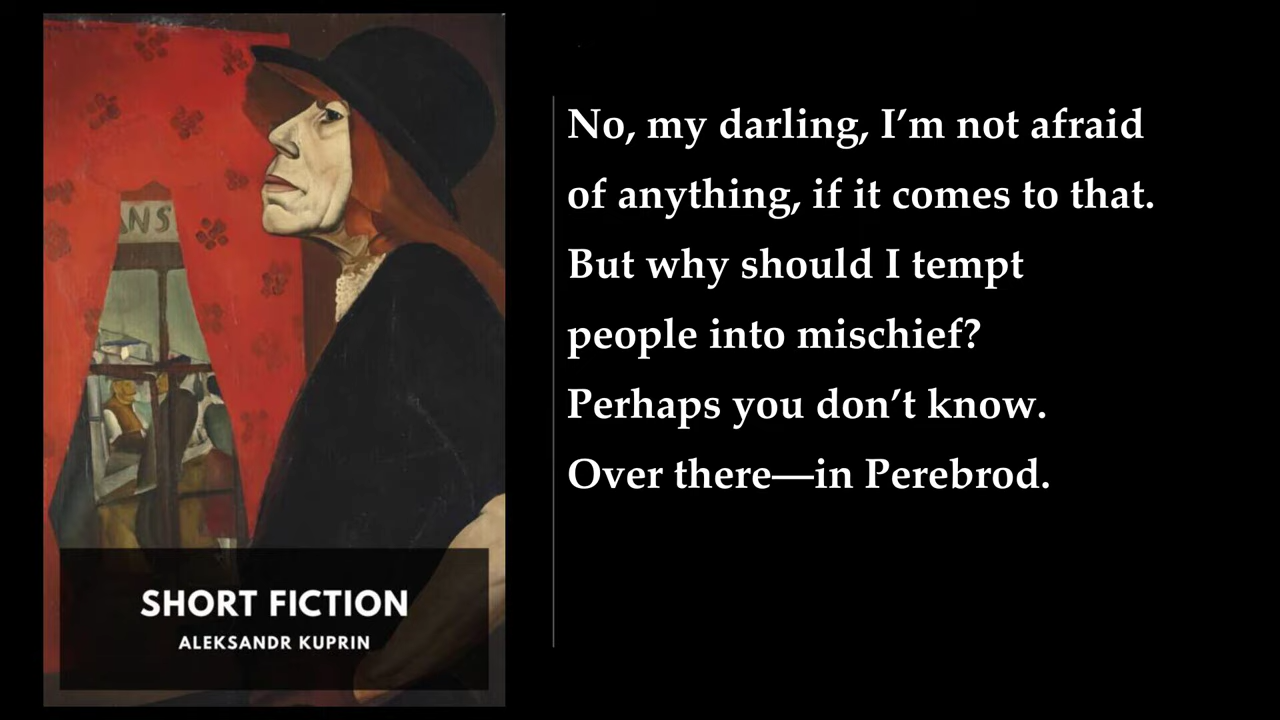 ANS
SHORT FICTION
ALEKSANDR KUPRIN
No, my darling, I’m not afraid
of anything, if it comes to that.
But why should I tempt
people into mischief?
Perhaps you don’t know.
Over there—in Perebrod.